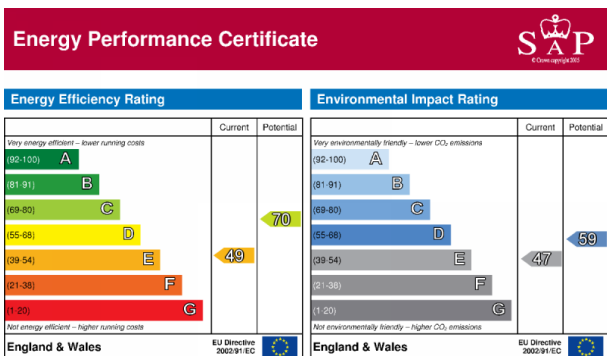 Energy Performance Certificate
SAP
© Crown copyright 2005
Energy Efficiency Rating
Current Potential
Very energy efficient – lower running costs
(92-100) A
(81-91) B
(69-80) C
70
(55-68) D
(39-54) E
49
(21-38) F
(1-20) G
Not energy efficient – higher running costs
England & Wales
EU Directive
2002/91/EC
Environmental Impact Rating
Current Potential
Very environmentally friendly – lower CO₂ emissions
(92-100) A
(81-91) B
(69-80) C
(55-68) D
59
(39-54) E
47
(21-38) F
(1-20) G
Not environmentally friendly – higher CO₂ emissions
England & Wales
EU Directive
2002/91/EC